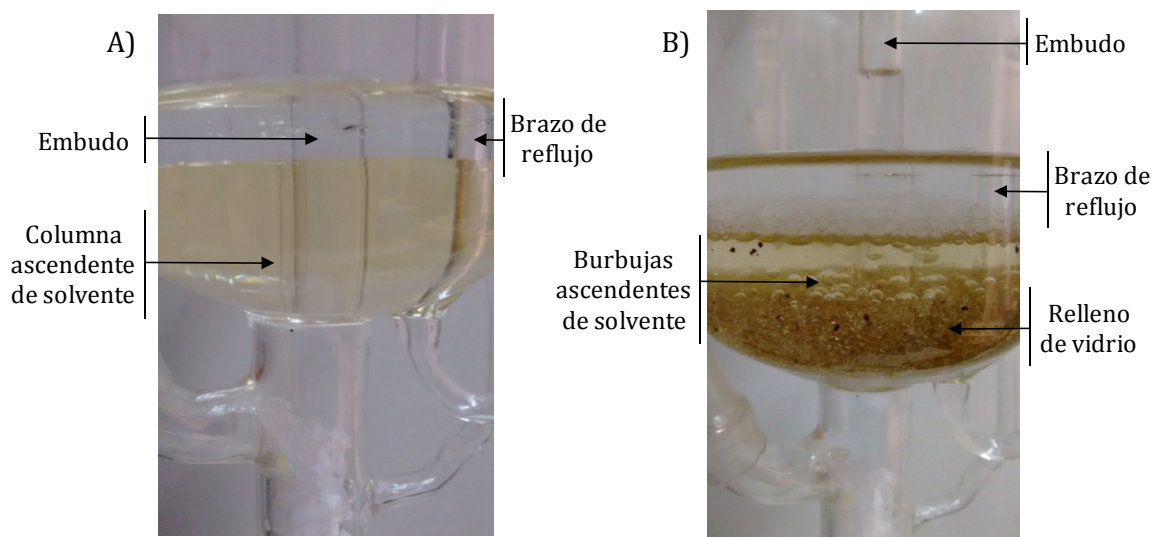 A)
Embudo
Brazo de
reflujo
Columna
ascendente
de solvente
B)
Embudo
Brazo de
reflujo
Burbujas
ascendentes
de solvente
Relleno
de vidrio